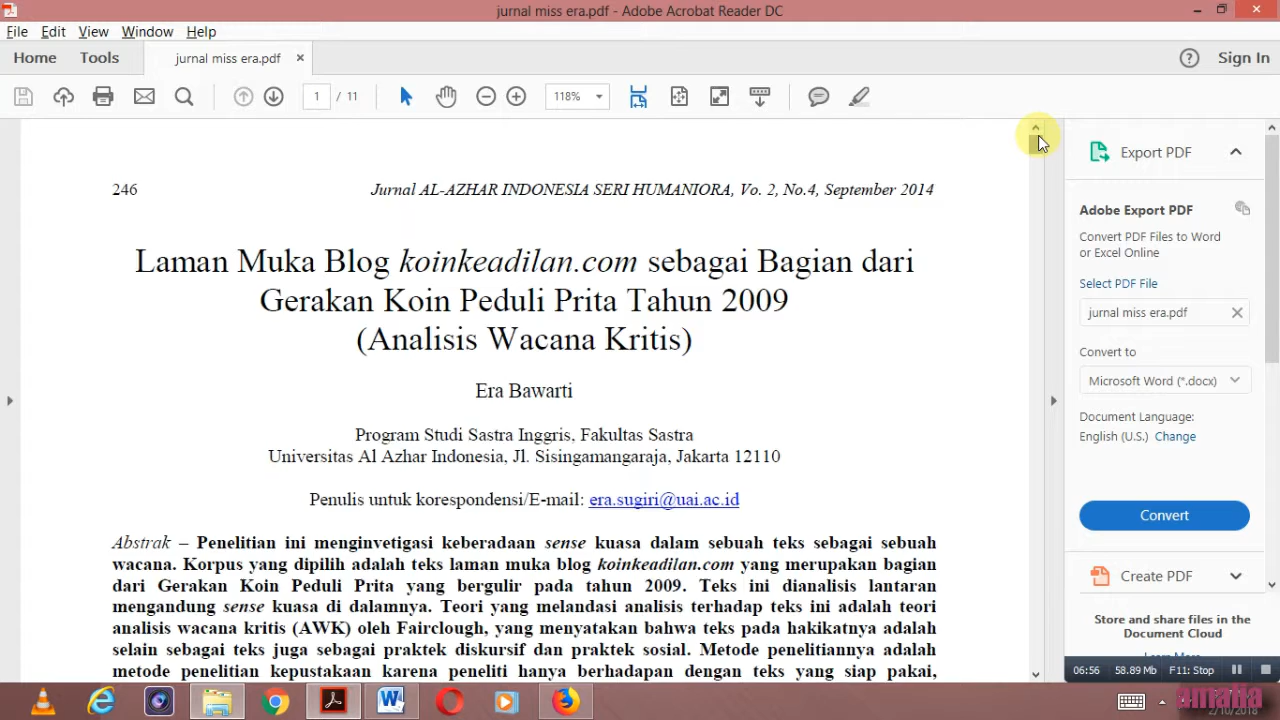 jurnal miss era.pdf - Adobe Acrobat Reader DC
File Edit View Window Help
Home Tools jurnal miss era.pdf Sign In
1 / 11 118%
Export PDF
246 Jurnal AL-AZHAR INDONESIA SERI HUMANIORA, Vo. 2, No.4, September 2014
Laman Muka Blog koinkeadilan.com sebagai Bagian dari
Gerakan Koin Peduli Prita Tahun 2009
(Analisis Wacana Kritis)
Era Bawarti
Program Studi Sastra Inggris, Fakultas Sastra
Universitas Al Azhar Indonesia, Jl. Sisingamangaraja, Jakarta 12110
Penulis untuk korespondensi/E-mail: era.sugiri@uai.ac.id
Abstrak – Penelitian ini menginvetigasi keberadaan sense kuasa dalam sebuah teks sebagai sebuah
wacana. Korpus yang dipilih adalah teks laman muka blog koinkeadilan.com yang merupakan bagian
dari Gerakan Koin Peduli Prita yang bergulir pada tahun 2009. Teks ini dianalisis lantaran
mengandung sense kuasa di dalamnya. Teori yang melandasi analisis terhadap teks ini adalah teori
analisis wacana kritis (AWK) oleh Fairclough, yang menyatakan bahwa teks pada hakikatnya adalah
selain sebagai teks juga sebagai praktek diskursif dan praktek sosial. Metode penelitiannya adalah
metode penelitian kepustakaan karena peneliti hanya berhadapan dengan teks yang siap pakai,
Adobe Export PDF
Convert PDF Files to Word
or Excel Online
Select PDF File
jurnal miss era.pdf
Convert to
Microsoft Word (*.docx)
Document Language:
English (U.S.) Change
Convert
Create PDF
Store and share files in the
Document Cloud
Learn More
06:56 58.89 Mb F11: Stop
amalia
2/10/2018